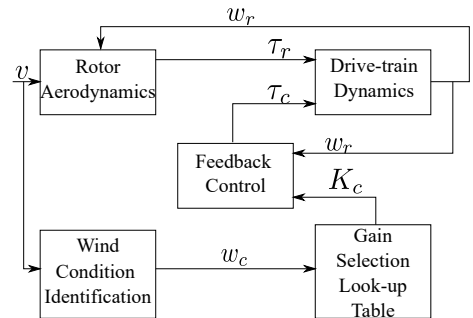 w_r
v
Rotor
Aerodynamics
τ_r
Drive-train
Dynamics
τ_c
Feedback
Control
w_r
K_c
Wind
Condition
Identification
w_c
Gain
Selection
Look-up
Table